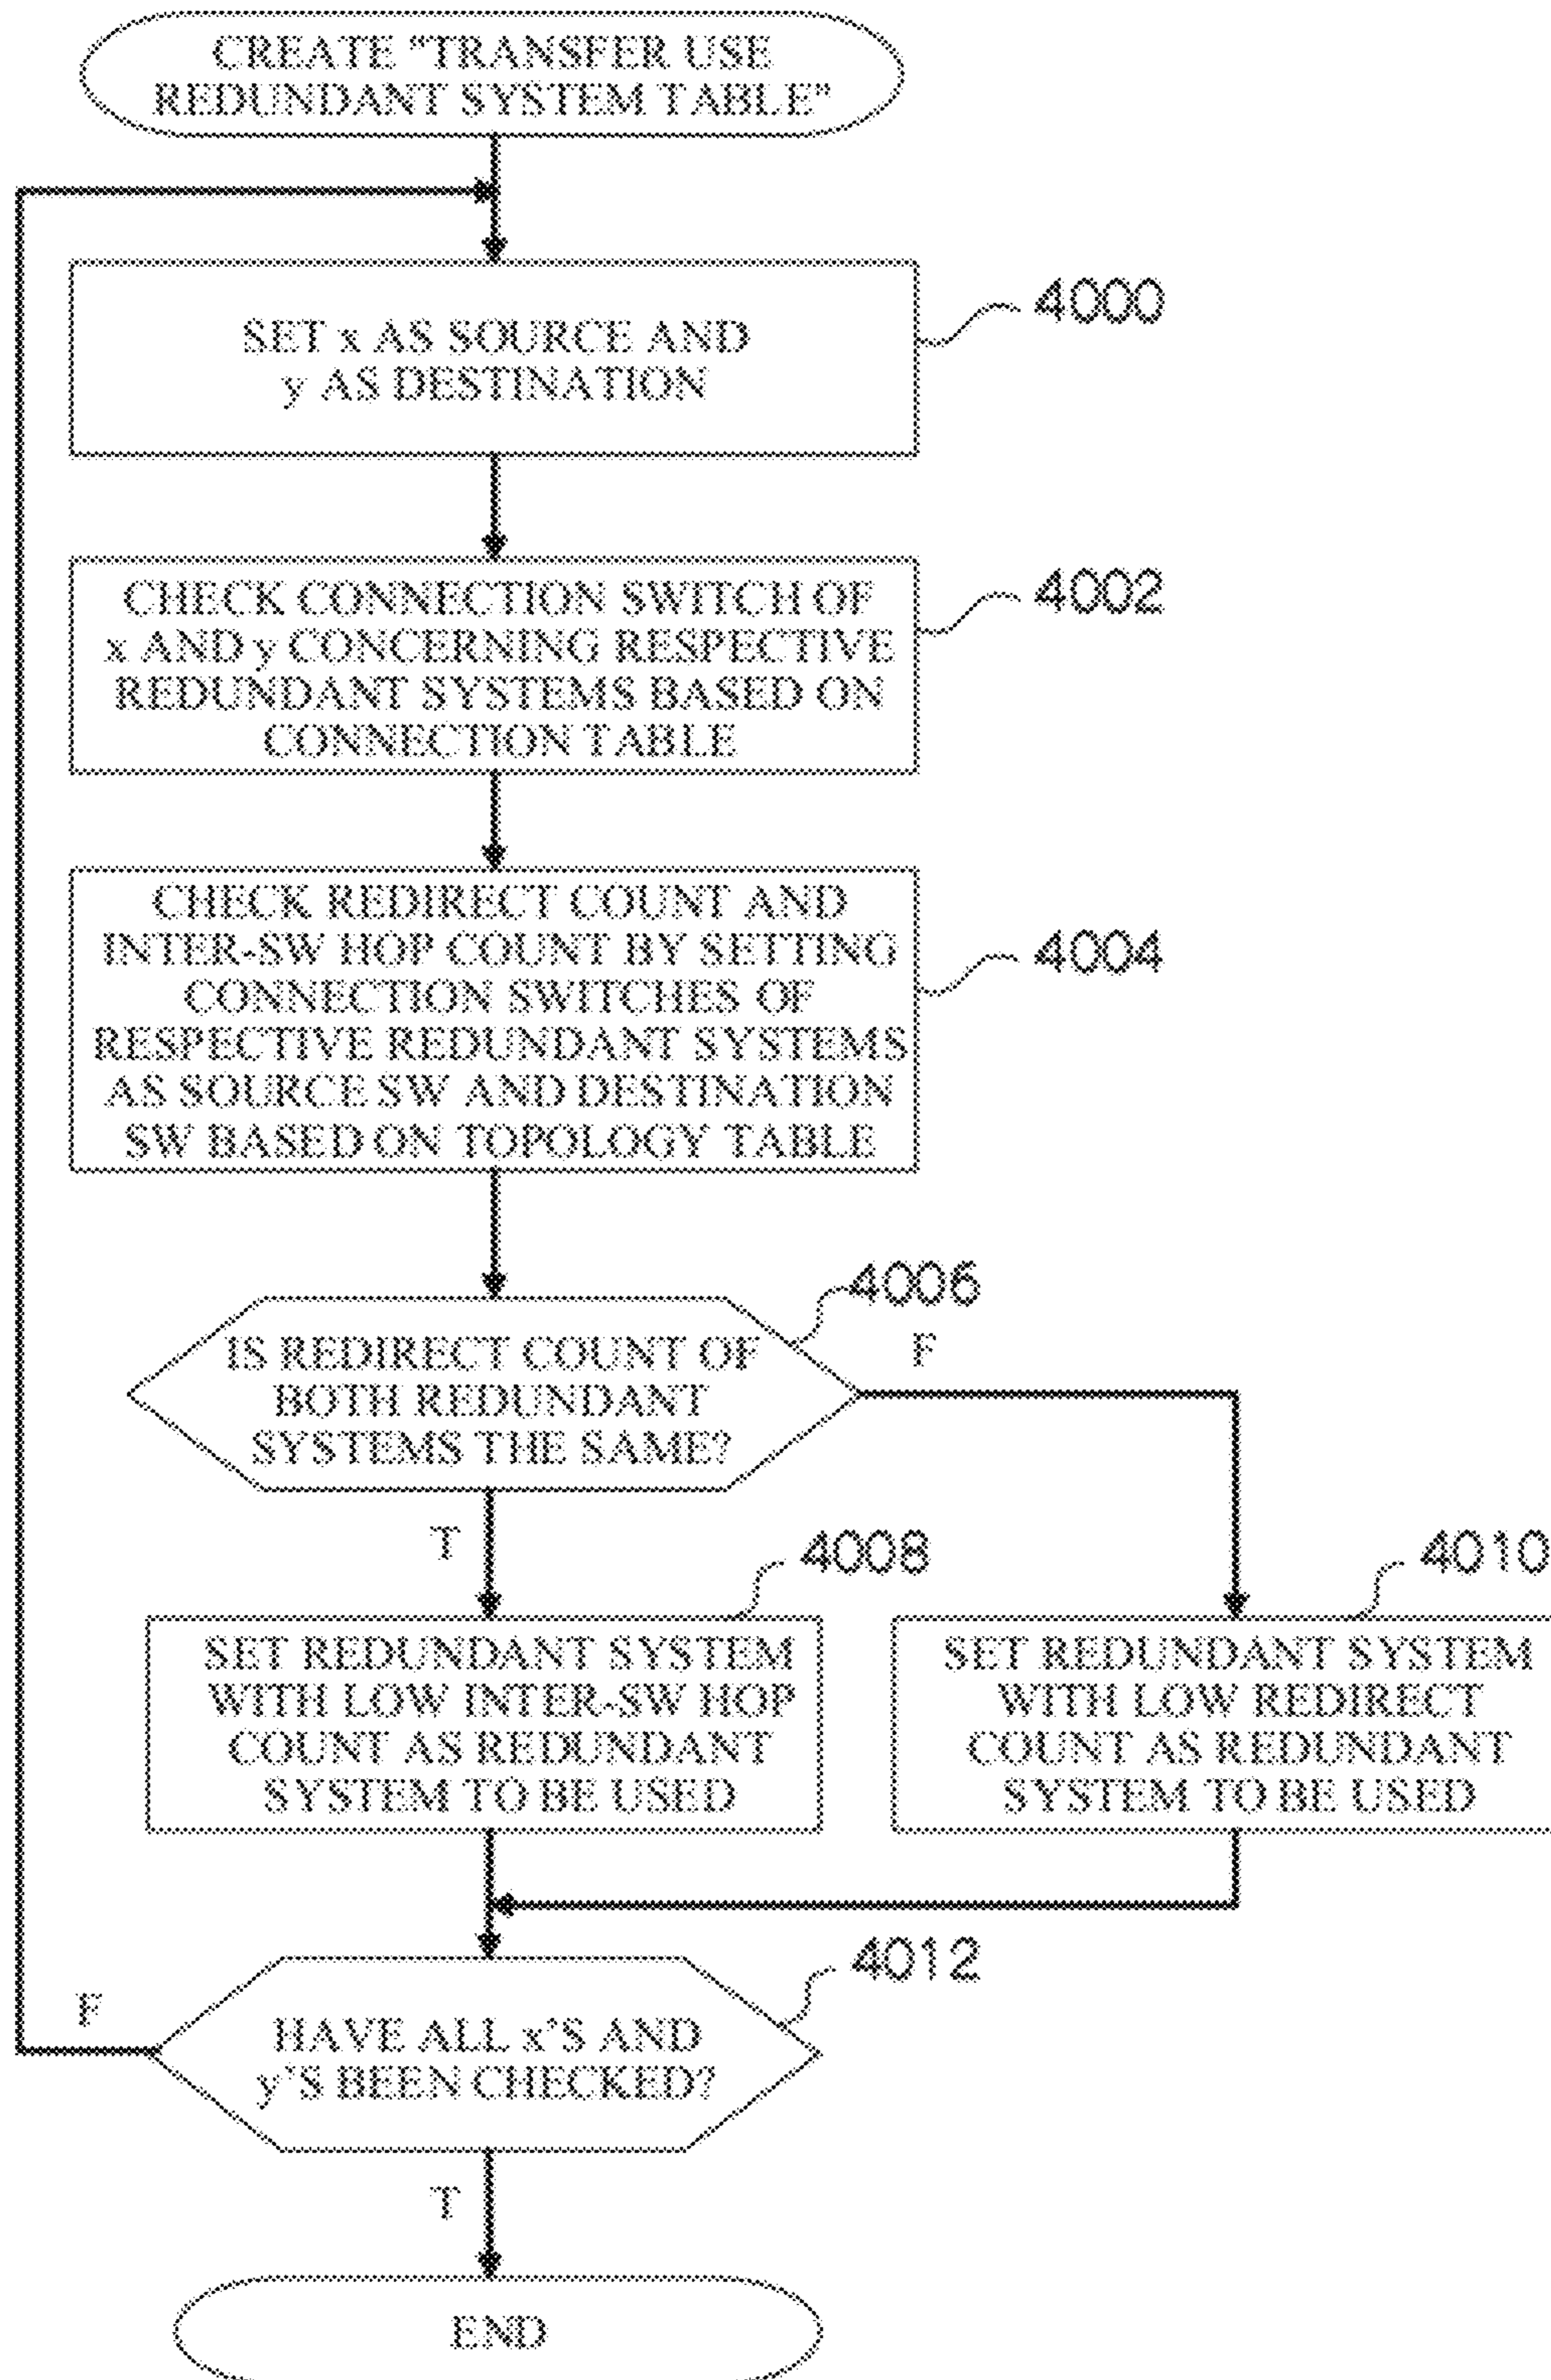 CREATE "TRANSFER USE
REDUNDANT SYSTEM TABLE"
SET x AS SOURCE AND
y AS DESTINATION
4000
CHECK CONNECTION SWITCH OF
x AND y CONCERNING RESPECTIVE
REDUNDANT SYSTEMS BASED ON
CONNECTION TABLE
4002
CHECK REDIRECT COUNT AND
INTER-SW HOP COUNT BY SETTING
CONNECTION SWITCHES OF
RESPECTIVE REDUNDANT SYSTEMS
AS SOURCE SW AND DESTINATION
SW BASED ON TOPOLOGY TABLE
4004
4006
IS REDIRECT COUNT OF
BOTH REDUNDANT
SYSTEMS THE SAME?
F
T
4008
SET REDUNDANT SYSTEM
WITH LOW INTER-SW HOP
COUNT AS REDUNDANT
SYSTEM TO BE USED
4010
SET REDUNDANT SYSTEM
WITH LOW REDIRECT
COUNT AS REDUNDANT
SYSTEM TO BE USED
4012
F
HAVE ALL x'S AND
y'S BEEN CHECKED?
T
END